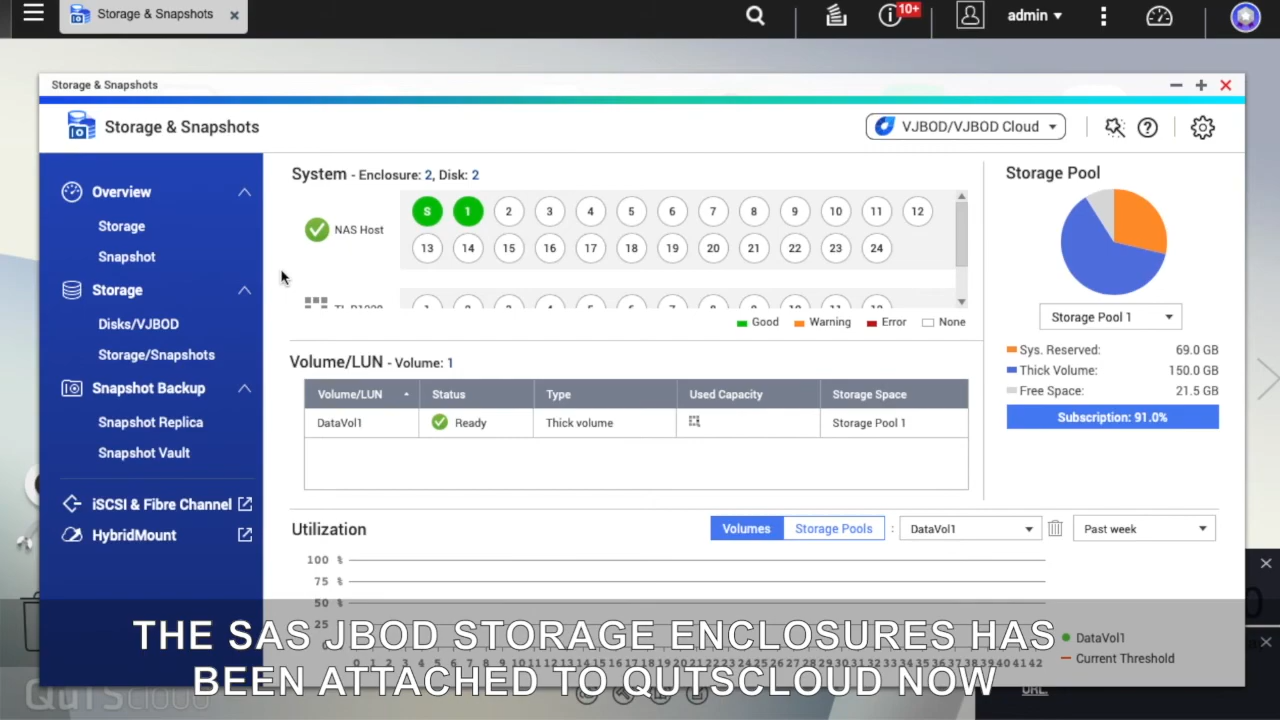 Storage & Snapshots
10+
admin
Storage & Snapshots
Storage & Snapshots
VJBOD/VJBOD Cloud
Overview
Storage
Snapshot
Storage
Disks/VJBOD
Storage/Snapshots
Snapshot Backup
Snapshot Replica
Snapshot Vault
iSCSI & Fibre Channel
HybridMount
System - Enclosure: 2, Disk: 2
NAS Host
S 1 2 3 4 5 6 7 8 9 10 11 12
13 14 15 16 17 18 19 20 21 22 23 24
Good Warning Error None
Volume/LUN - Volume: 1
Volume/LUN Status Type Used Capacity Storage Space
DataVol1 Ready Thick volume Storage Pool 1
Storage Pool
Storage Pool 1
Sys. Reserved: 69.0 GB
Thick Volume: 150.0 GB
Free Space: 21.5 GB
Subscription: 91.0%
Utilization
Volumes Storage Pools : DataVol1 Past week
100 %
75 %
50 %
25
DataVol1
Current Threshold
THE SAS JBOD STORAGE ENCLOSURES HAS
BEEN ATTACHED TO QUTSCLOUD NOW
QUTScloud
URL.